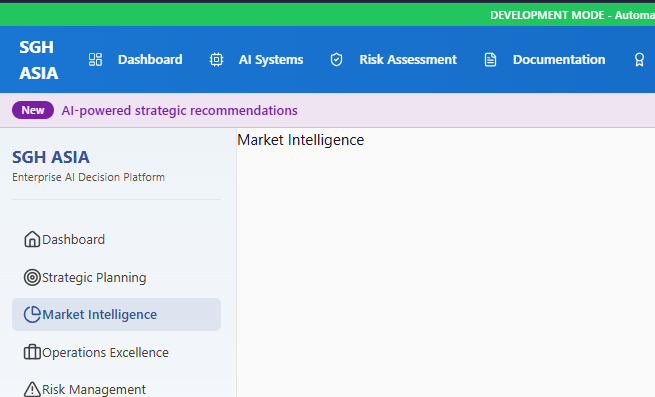 DEVELOPMENT MODE - Automa
SGH
ASIA
Dashboard
AI Systems
Risk Assessment
Documentation
New
AI-powered strategic recommendations
SGH ASIA
Enterprise AI Decision Platform
Dashboard
Strategic Planning
Market Intelligence
Operations Excellence
Risk Management
Market Intelligence